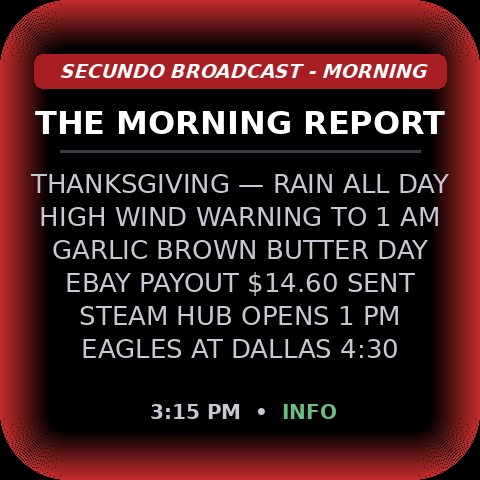 SECUNDO BROADCAST - MORNING
THE MORNING REPORT
THANKSGIVING — RAIN ALL DAY
HIGH WIND WARNING TO 1 AM
GARLIC BROWN BUTTER DAY
EBAY PAYOUT $14.60 SENT
STEAM HUB OPENS 1 PM
EAGLES AT DALLAS 4:30
3:15 PM • INFO